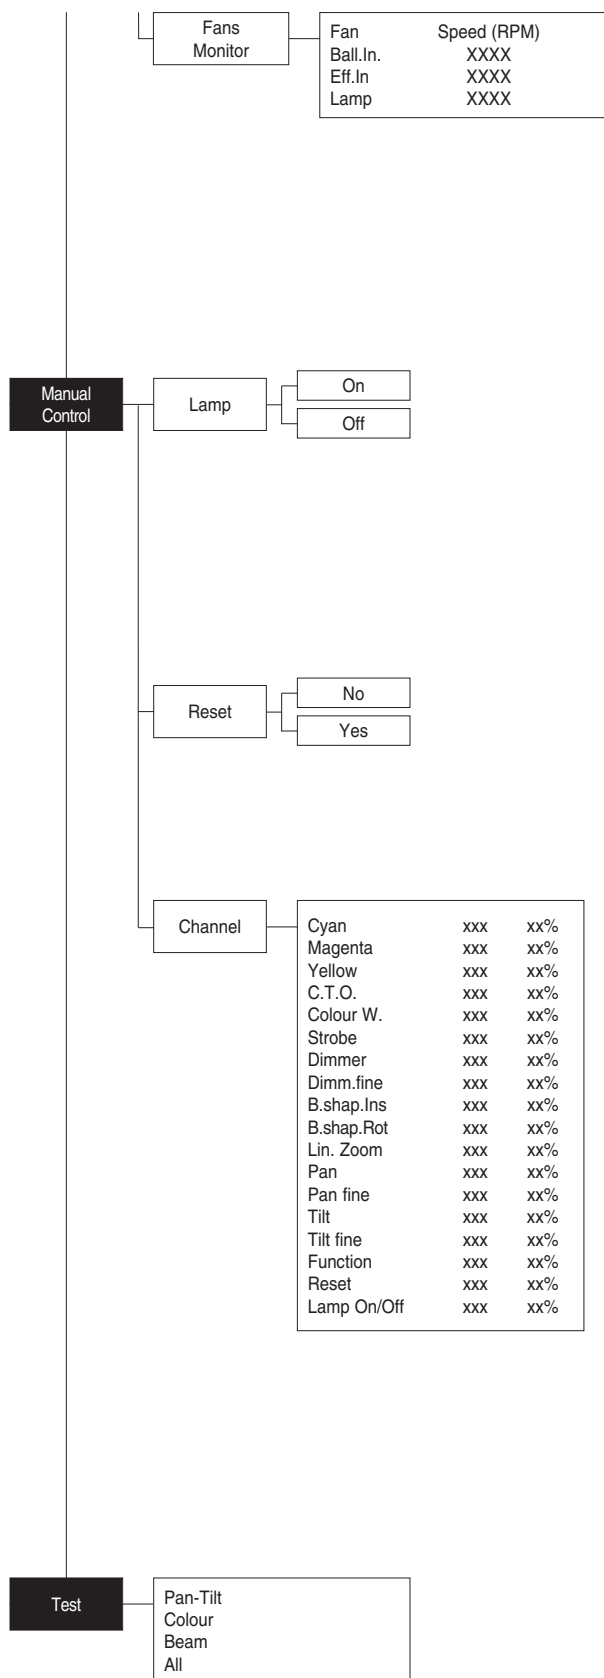 Fans
Monitor
Fan Speed (RPM)
Ball.In. XXXX
Eff.In XXXX
Lamp XXXX
Manual
Control
Lamp
On
Off
Reset
No
Yes
Channel
Cyan xxx xx%
Magenta xxx xx%
Yellow xxx xx%
C.T.O. xxx xx%
Colour W. xxx xx%
Strobe xxx xx%
Dimmer xxx xx%
Dimm.fine xxx xx%
B.shap.Ins xxx xx%
B.shap.Rot xxx xx%
Lin. Zoom xxx xx%
Pan xxx xx%
Pan fine xxx xx%
Tilt xxx xx%
Tilt fine xxx xx%
Function xxx xx%
Reset xxx xx%
Lamp On/Off xxx xx%
Test
Pan-Tilt
Colour
Beam
All